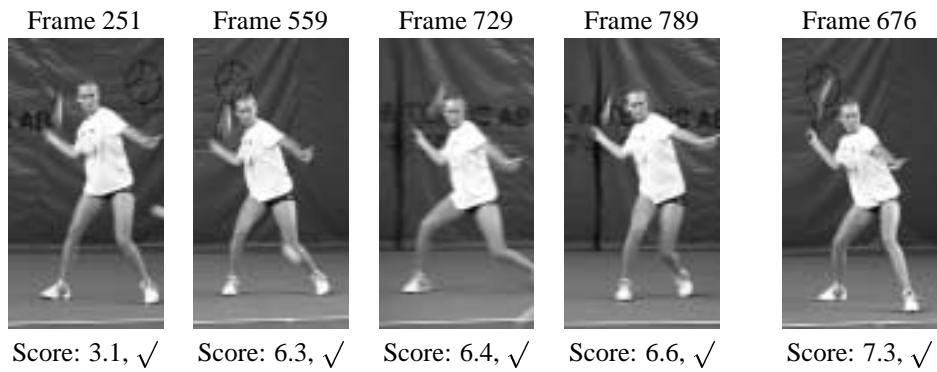 Frame 251
Frame 559
Frame 729
Frame 789
Frame 676
Score: 3.1, √
Score: 6.3, √
Score: 6.4, √
Score: 6.6, √
Score: 7.3, √